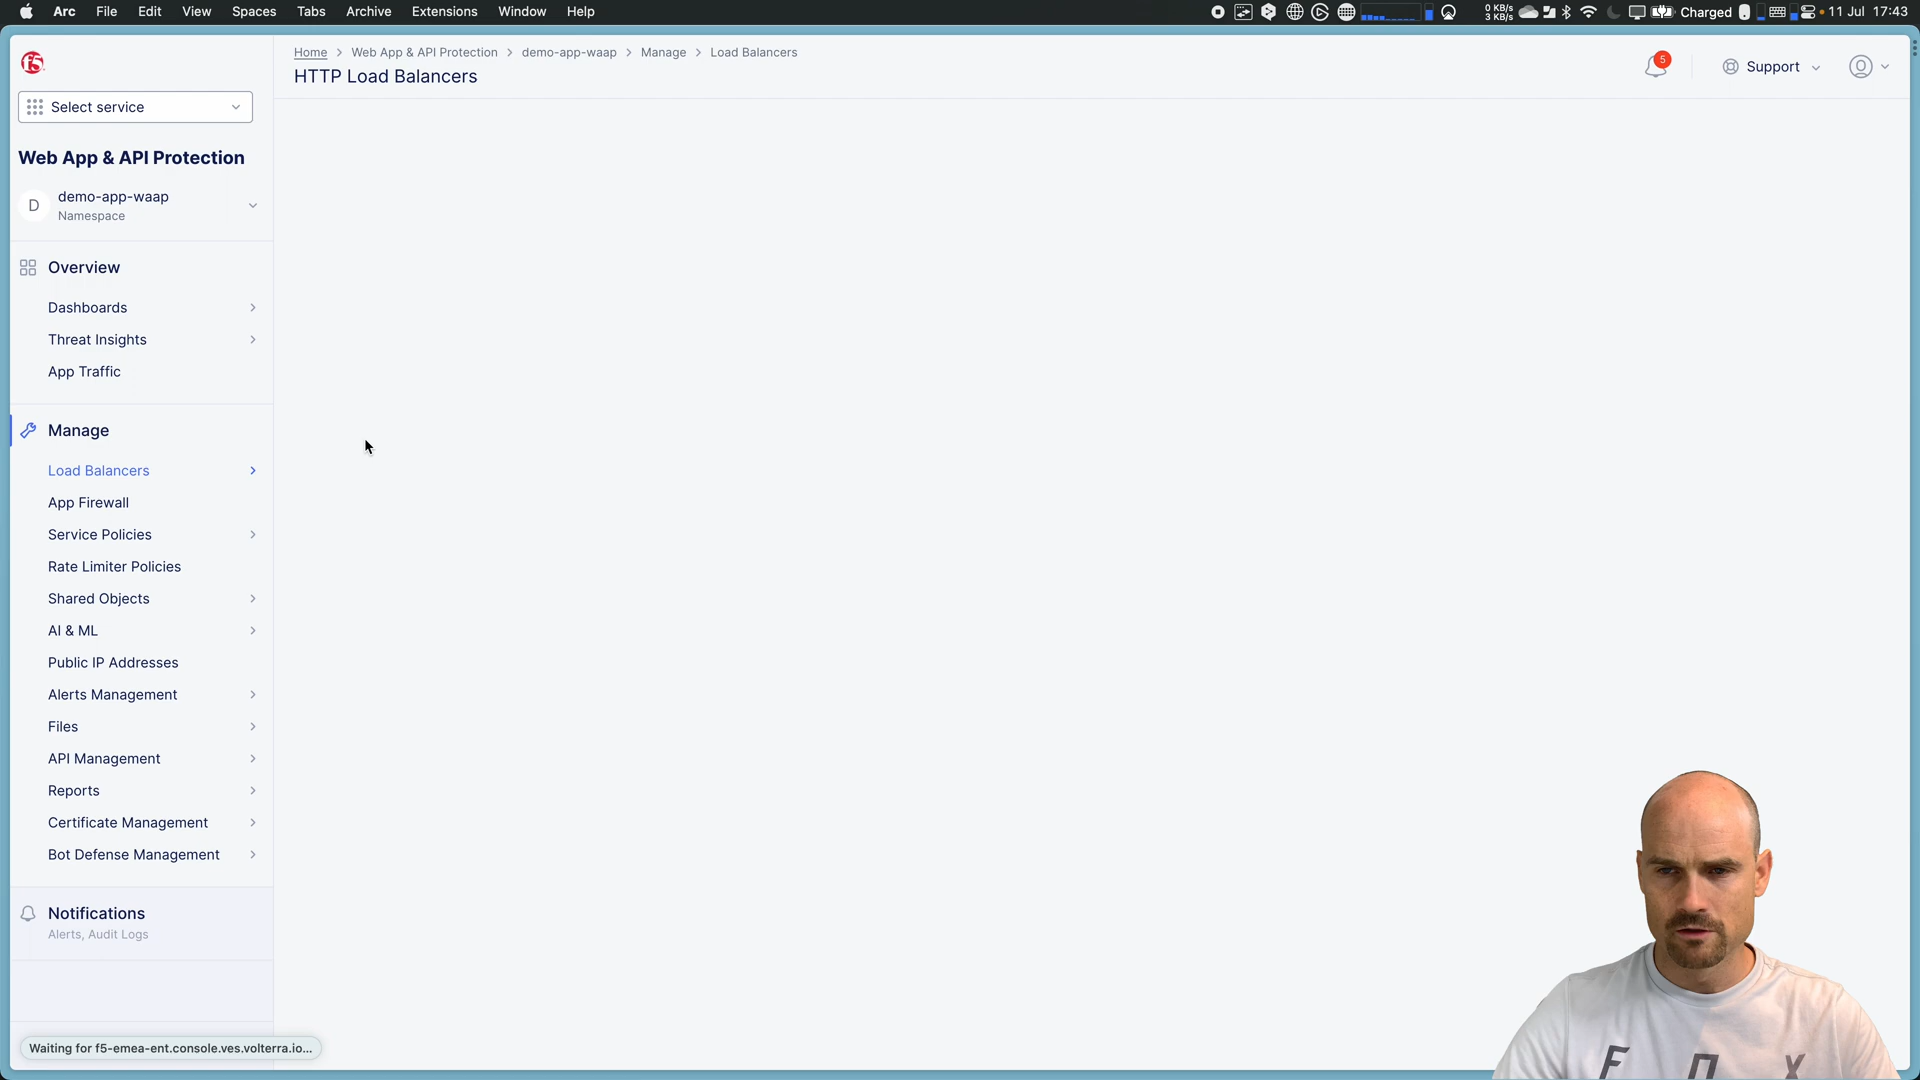 Arc File Edit View Spaces Tabs Archive Extensions Window Help
0 KB/s
3 KB/s
Charged
11 Jul 17:43
f5
Home > Web App & API Protection > demo-app-waap > Manage > Load Balancers
HTTP Load Balancers
5
Support
Select service
Web App & API Protection
D
demo-app-waap
Namespace
Overview
Dashboards
Threat Insights
App Traffic
Manage
Load Balancers
App Firewall
Service Policies
Rate Limiter Policies
Shared Objects
AI & ML
Public IP Addresses
Alerts Management
Files
API Management
Reports
Certificate Management
Bot Defense Management
Notifications
Alerts, Audit Logs
Waiting for f5-emea-ent.console.ves.volterra.io...